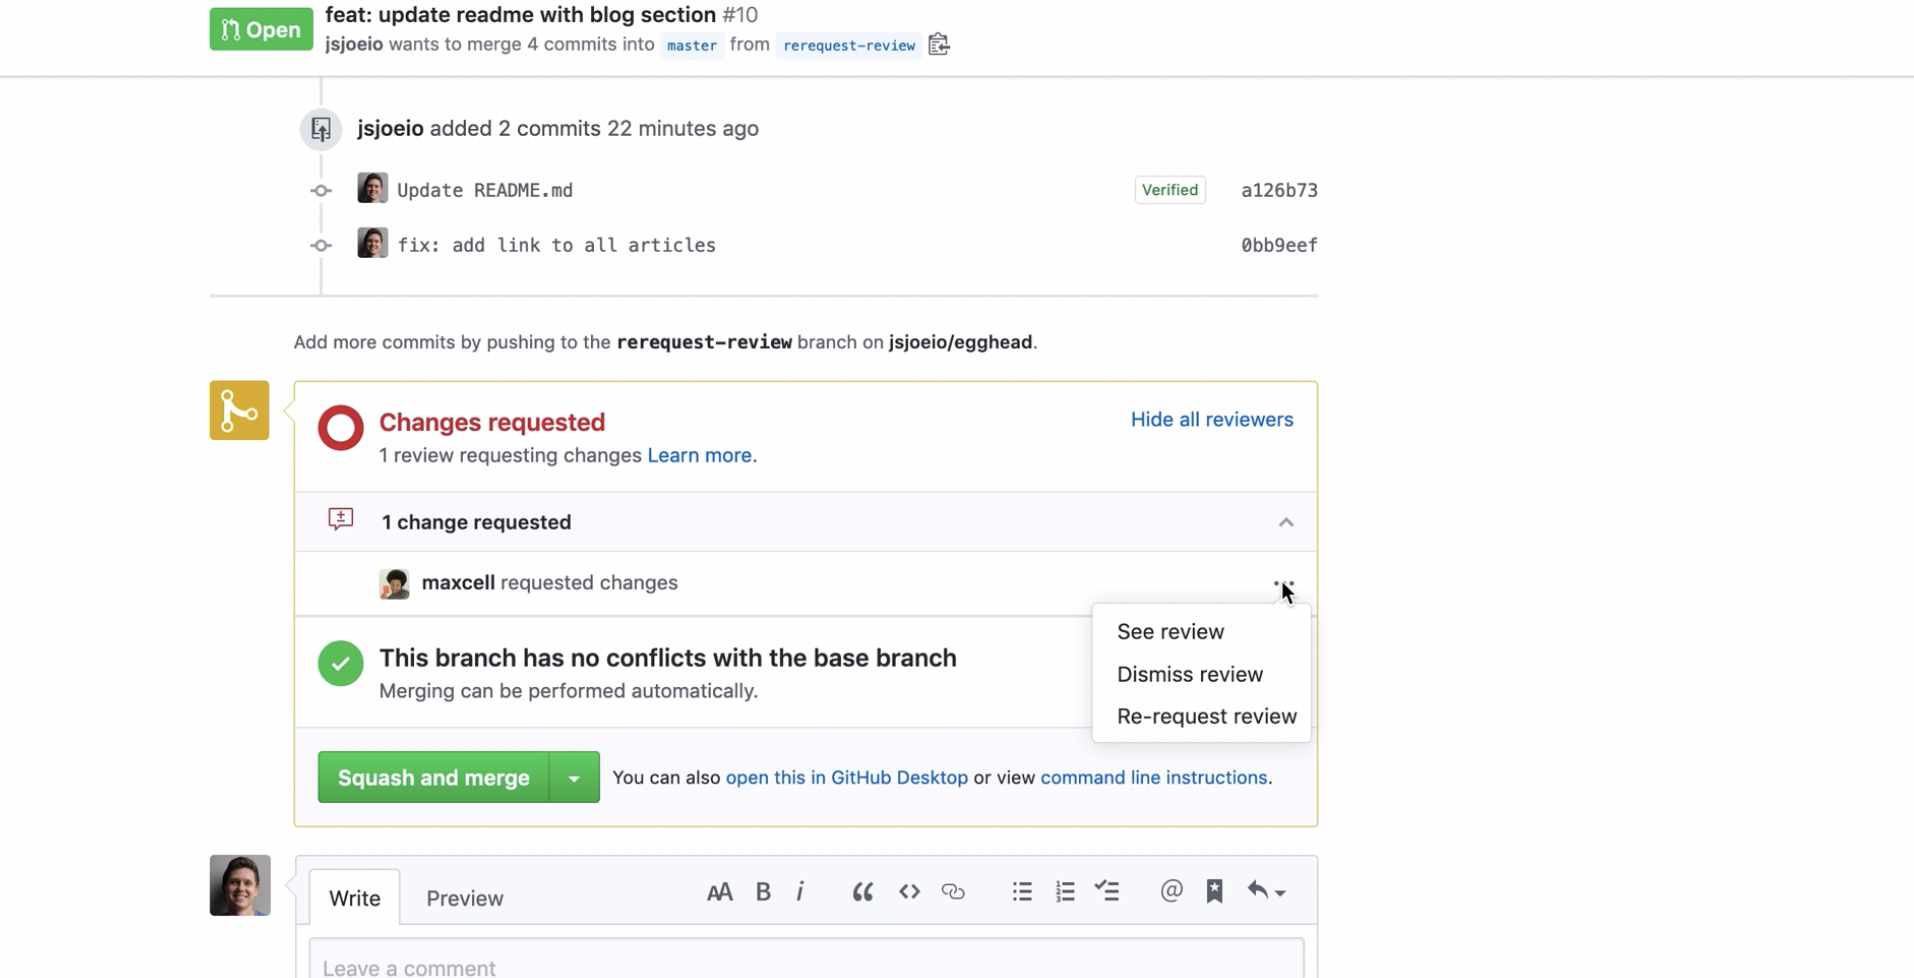 Open
feat: update readme with blog section #10
jsjoeio wants to merge 4 commits into master from rerequest-review
jsjoeio added 2 commits 22 minutes ago
Update README.md Verified a126b73
fix: add link to all articles 0bb9eef
Add more commits by pushing to the rerequest-review branch on jsjoeio/egghead.
Changes requested Hide all reviewers
1 review requesting changes Learn more.
1 change requested
maxcell requested changes
See review
Dismiss review
Re-request review
This branch has no conflicts with the base branch
Merging can be performed automatically.
Squash and merge You can also open this in GitHub Desktop or view command line instructions.
Write Preview AA B i
Leave a comment